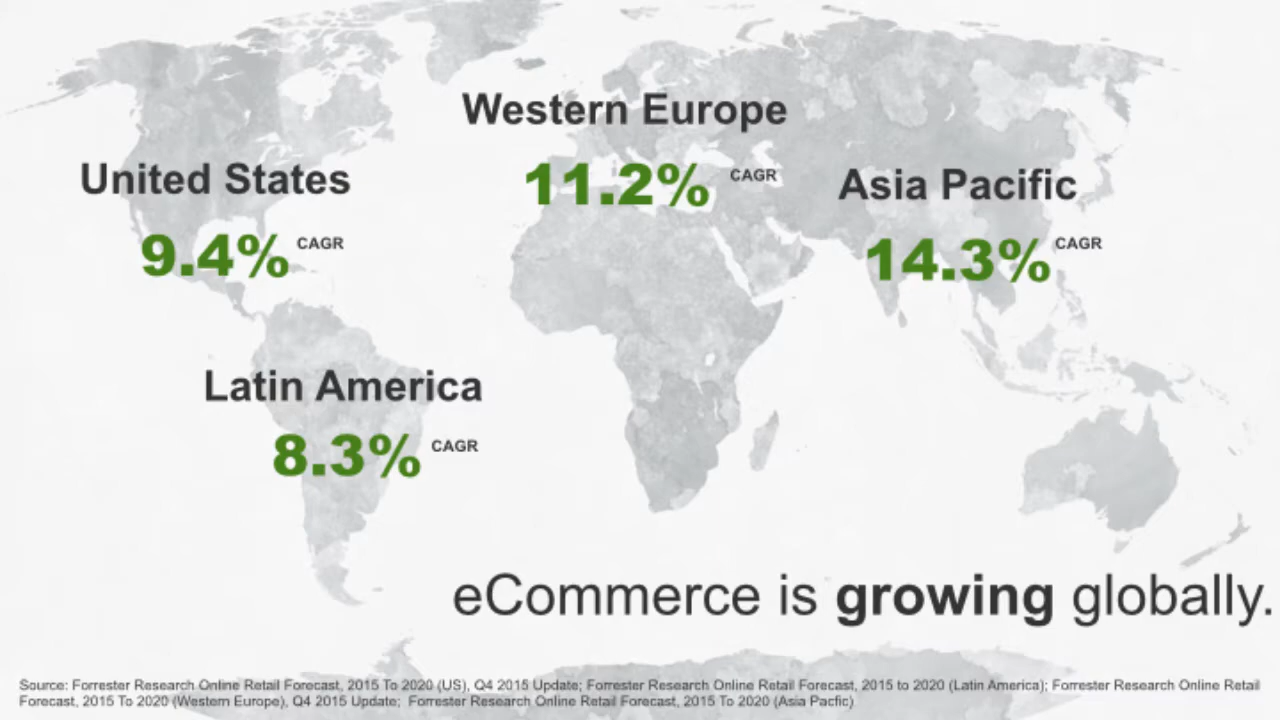 Western Europe
11.2% CAGR
United States
9.4% CAGR
Asia Pacific
14.3% CAGR
Latin America
8.3% CAGR
eCommerce is growing globally.
Source: Forrester Research Online Retail Forecast, 2015 To 2020 (US), Q4 2015 Update; Forrester Research Online Retail Forecast, 2015 to 2020 (Latin America); Forrester Research Online Retail
Forecast, 2015 To 2020 (Western Europe), Q4 2015 Update; Forrester Research Online Retail Forecast, 2015 To 2020 (Asia Pacfic)